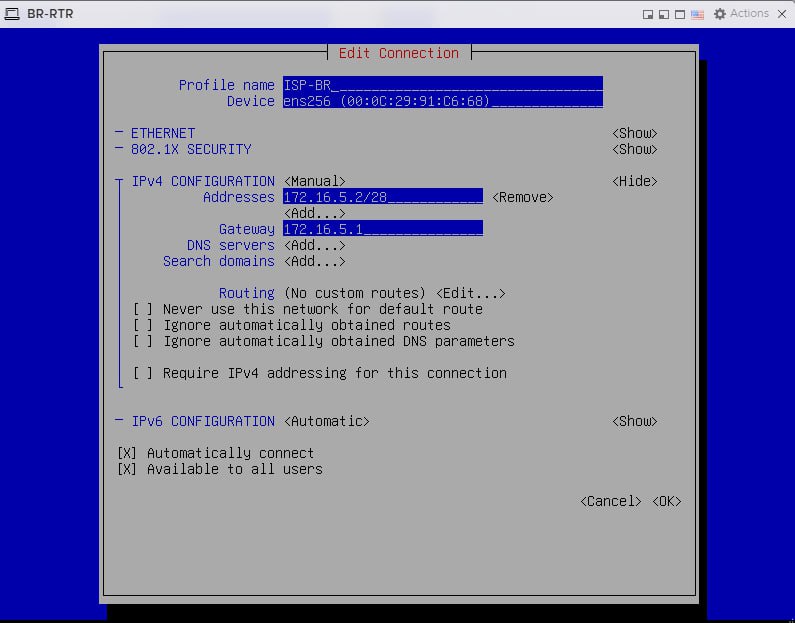 BR-RTR
Actions
Edit Connection
Profile name ISP-BR
Device ens256 (00:0C:29:91:C6:68)
ETHERNET <Show>
802.1X SECURITY <Show>
IPv4 CONFIGURATION <Manual> <Hide>
Addresses 172.16.5.2/28 <Remove>
<Add...>
Gateway 172.16.5.1
DNS servers <Add...>
Search domains <Add...>
Routing (No custom routes) <Edit...>
[ ] Never use this network for default route
[ ] Ignore automatically obtained routes
[ ] Ignore automatically obtained DNS parameters
[ ] Require IPv4 addressing for this connection
IPv6 CONFIGURATION <Automatic> <Show>
[X] Automatically connect
[X] Available to all users
<Cancel> <OK>